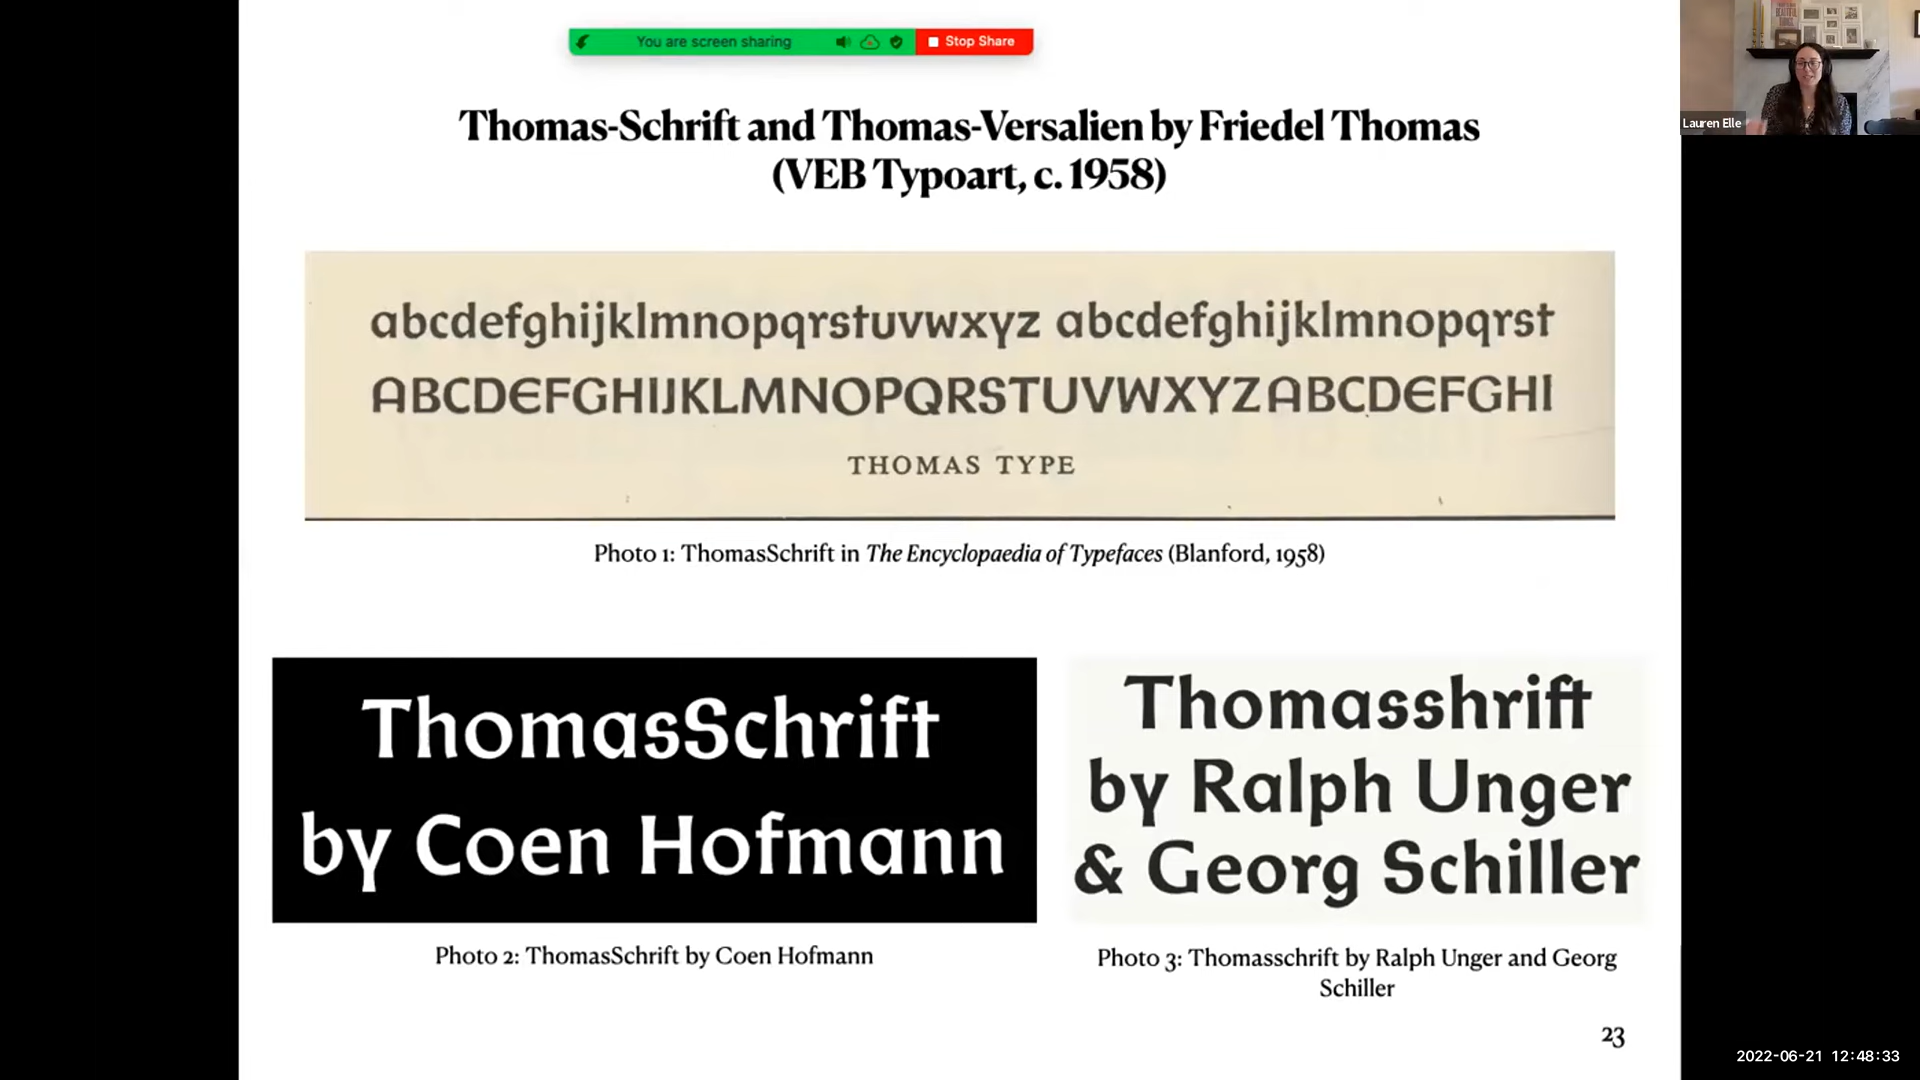 You are screen sharing
Stop Share
Lauren Elle
Thomas-Schrift and Thomas-Versalien by Friedel Thomas
(VEB Typoart, c. 1958)
abcdefghijklmnopqrstuvwxyz abcdefghijklmnopqrst
ABCDEFGHIJKLMNOPQRSTUVWXYZ ABCDEFGHI
THOMAS TYPE
Photo 1: ThomasSchrift in The Encyclopaedia of Typefaces (Blanford, 1958)
ThomasSchrift
by Coen Hofmann
Photo 2: ThomasSchrift by Coen Hofmann
Thomasshrift
by Ralph Unger
& Georg Schiller
Photo 3: Thomasschrift by Ralph Unger and Georg
Schiller
23
2022-06-21 12:48:33